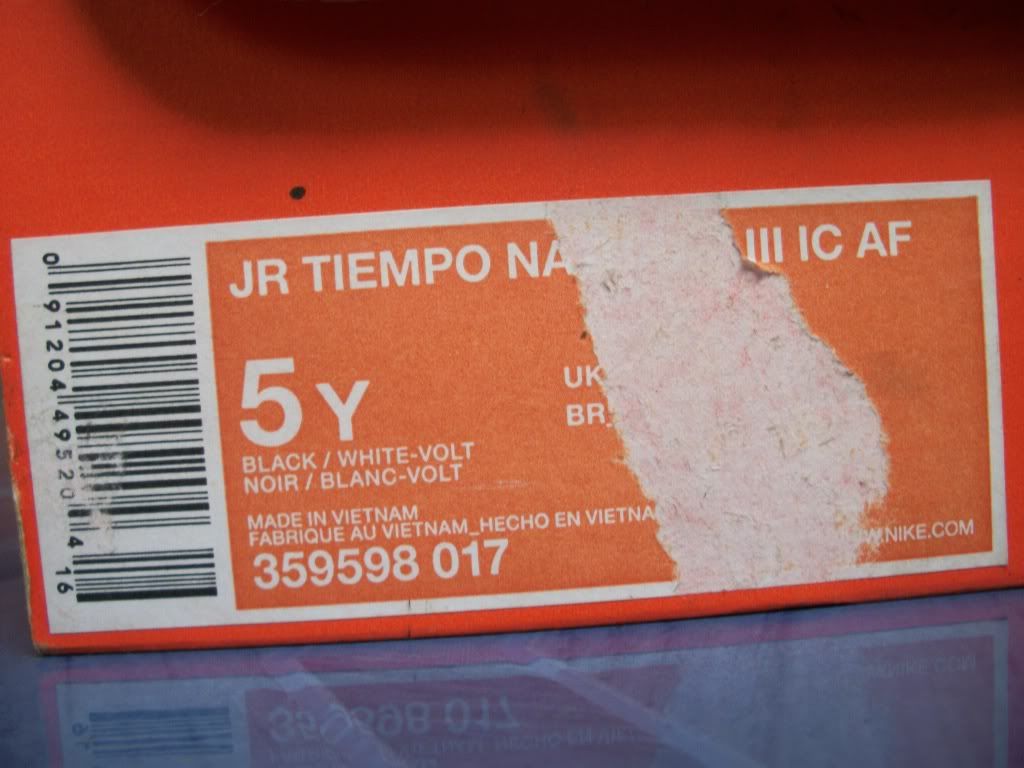 JR TIEMPO NA III IC AF
5 Y
UK
BR
BLACK / WHITE-VOLT
NOIR / BLANC-VOLT
MADE IN VIETNAM
FABRIQUE AU VIETNAM_HECHO EN VIETNA
359598 017
W.NIKE.COM
0 91204 49520 4 16